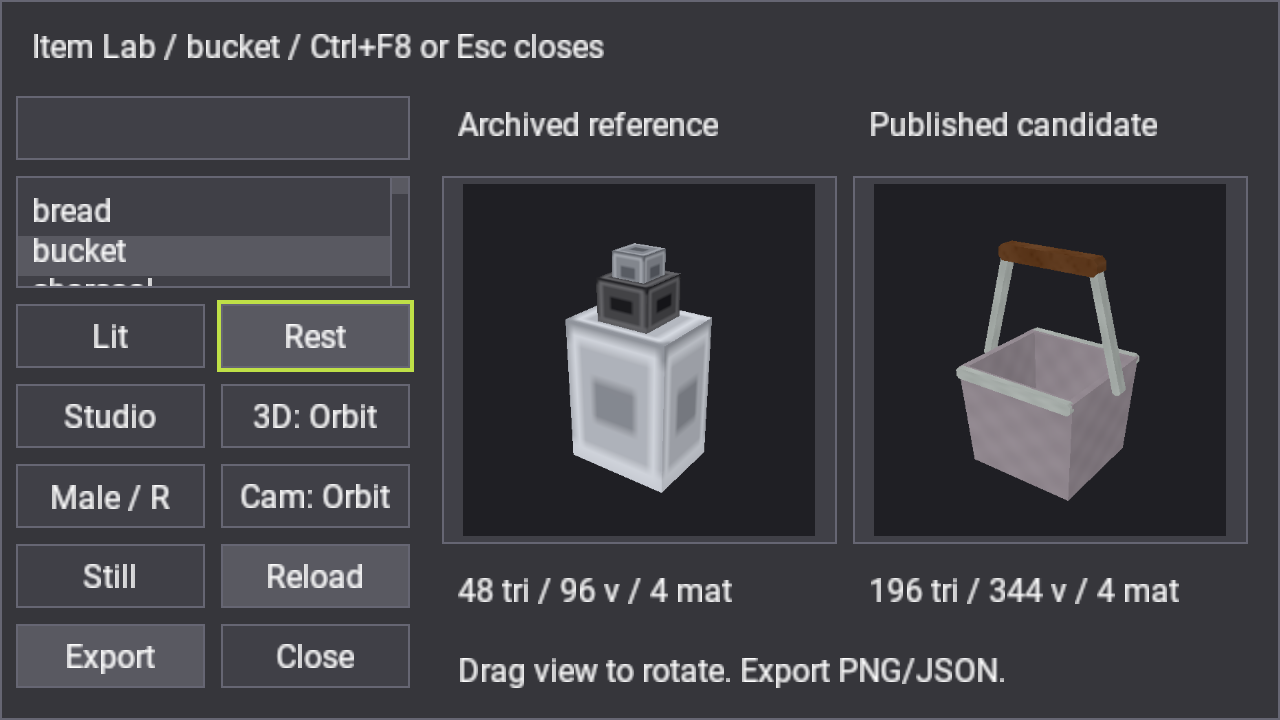 Item Lab / bucket / Ctrl+F8 or Esc closes
Archived reference
Published candidate
bread
bucket
charcoal
Lit
Rest
Studio
3D: Orbit
Male / R
Cam: Orbit
Still
Reload
Export
Close
48 tri / 96 v / 4 mat
196 tri / 344 v / 4 mat
Drag view to rotate. Export PNG/JSON.